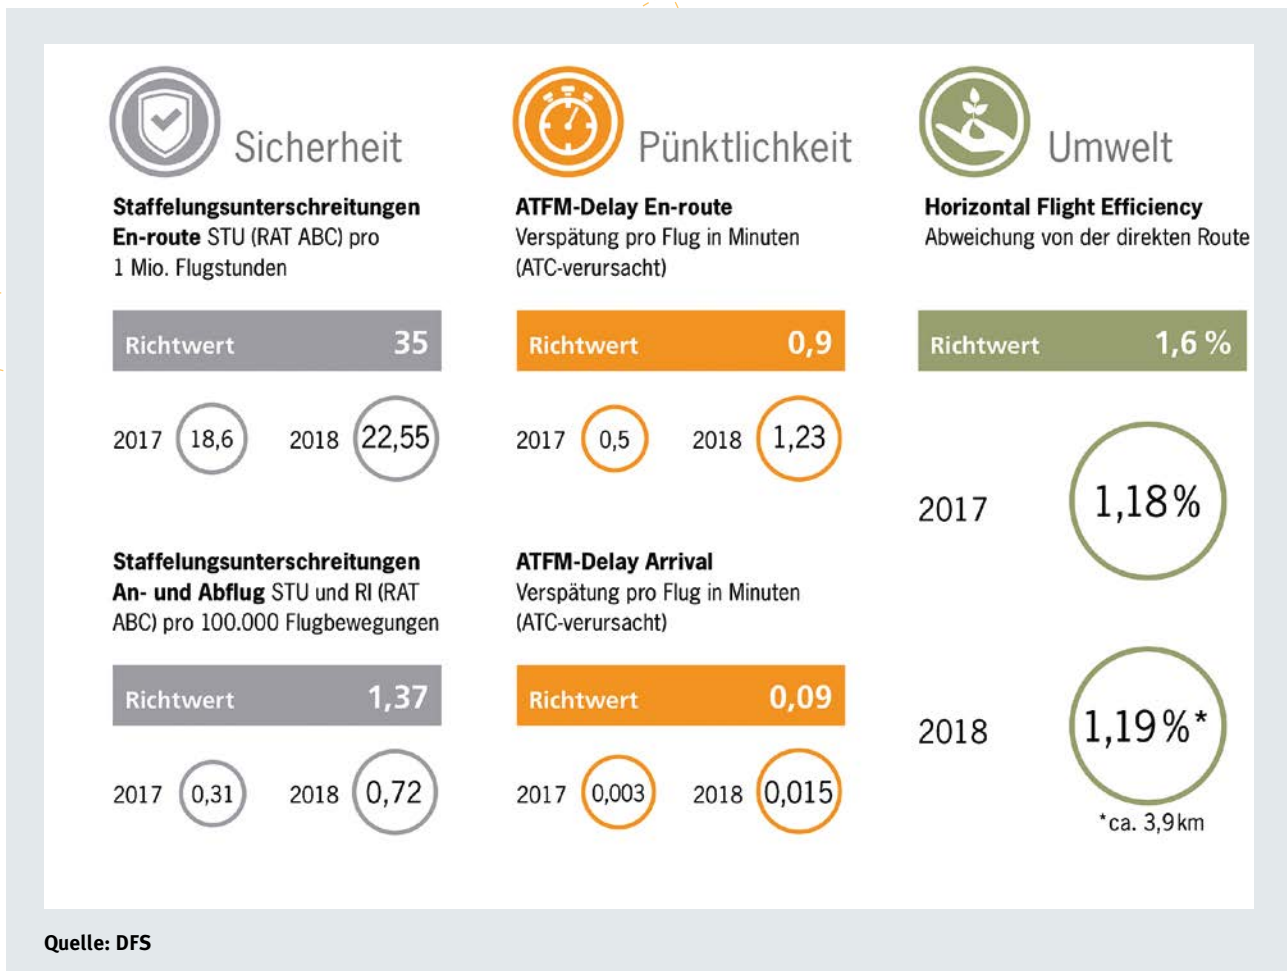 Sicherheit
Staffelungsunterschreitungen
En-route STU (RAT ABC) pro
1 Mio. Flugstunden
Richtwert 35
2017 18,6 2018 22,55
Staffelungsunterschreitungen
An- und Abflug STU und RI (RAT
ABC) pro 100.000 Flugbewegungen
Richtwert 1,37
2017 0,31 2018 0,72
Pünktlichkeit
ATFM-Delay En-route
Verspätung pro Flug in Minuten
(ATC-verursacht)
Richtwert 0,9
2017 0,5 2018 1,23
ATFM-Delay Arrival
Verspätung pro Flug in Minuten
(ATC-verursacht)
Richtwert 0,09
2017 0,003 2018 0,015
Umwelt
Horizontal Flight Efficiency
Abweichung von der direkten Route
Richtwert 1,6 %
2017 1,18 %
2018 1,19 %*
*ca. 3,9 km
Quelle: DFS